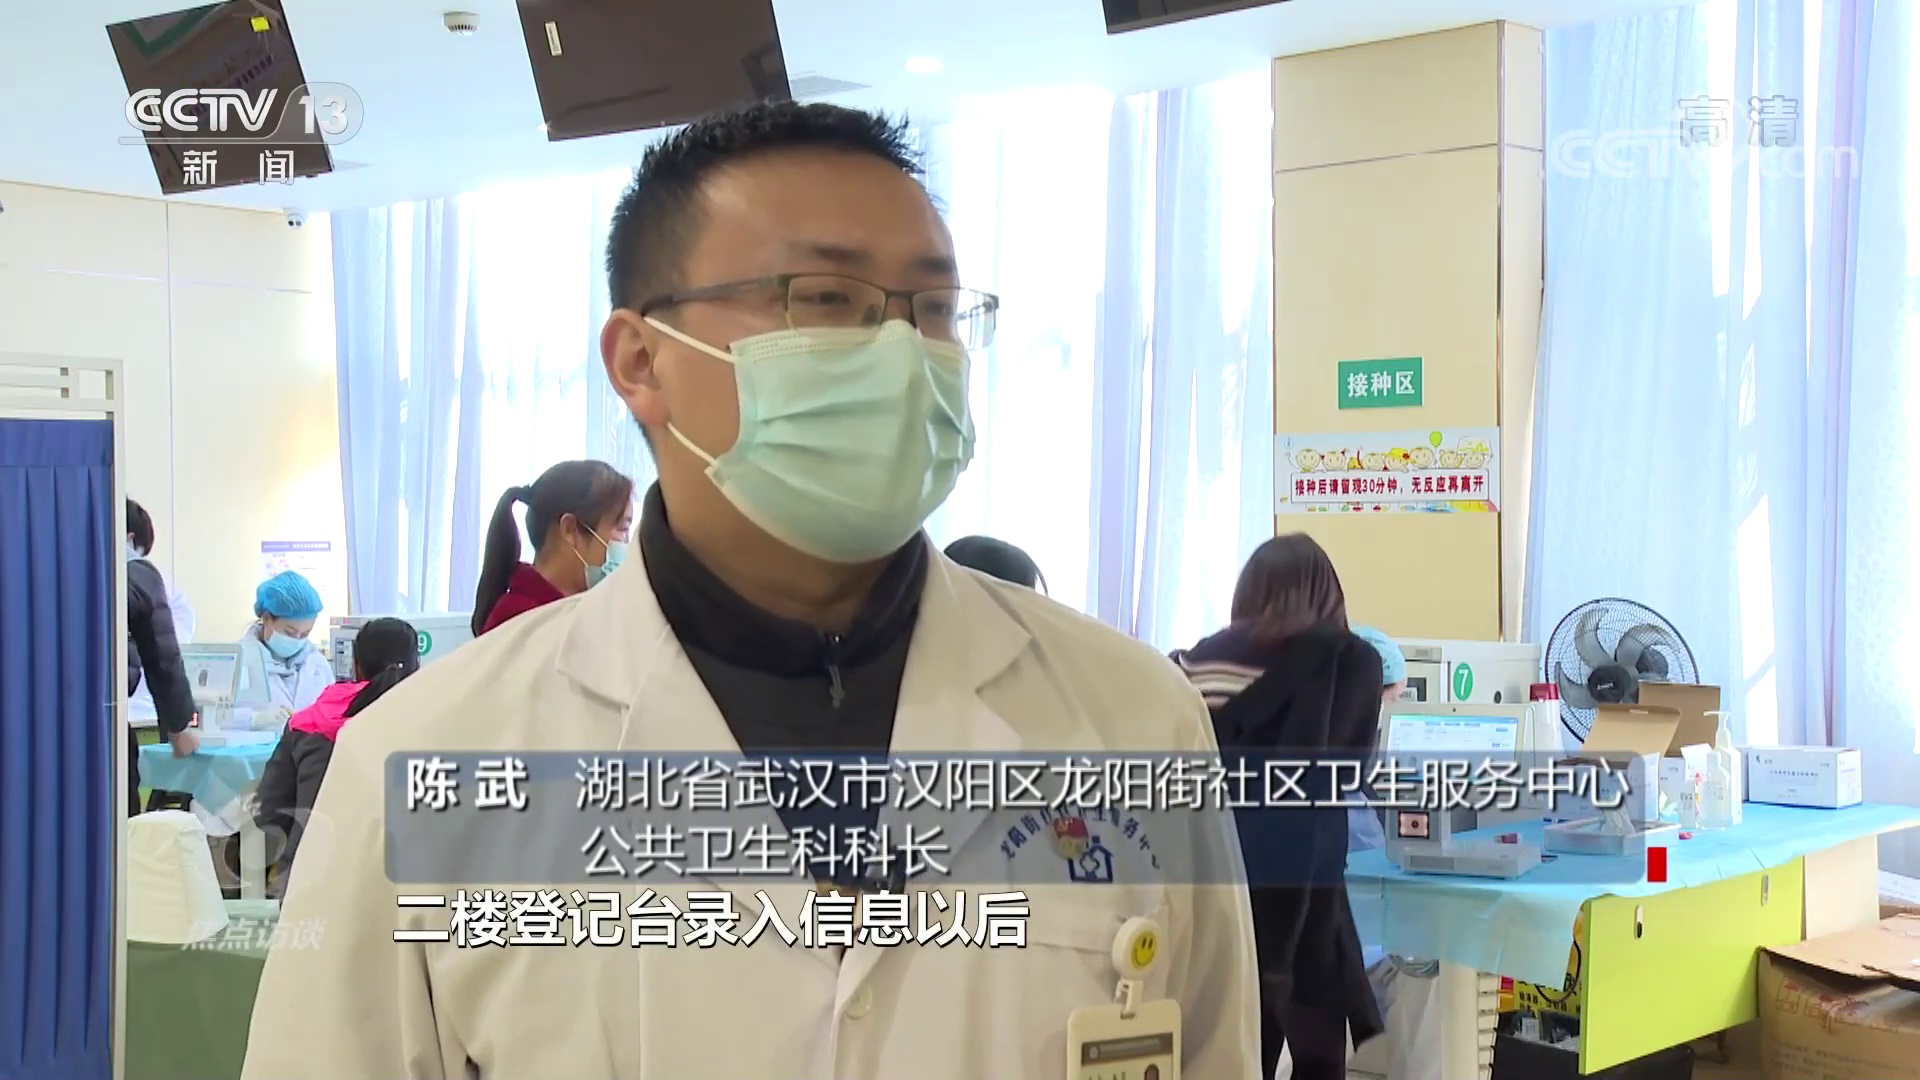 CCTV 13
新 闻
高 清
CCTV.com
接种区
接种后请留观30分钟，无反应再离开
9
7
陈 武 湖北省武汉市汉阳区龙阳街社区卫生服务中心
公共卫生科科长
二楼登记台录入信息以后
焦点访谈